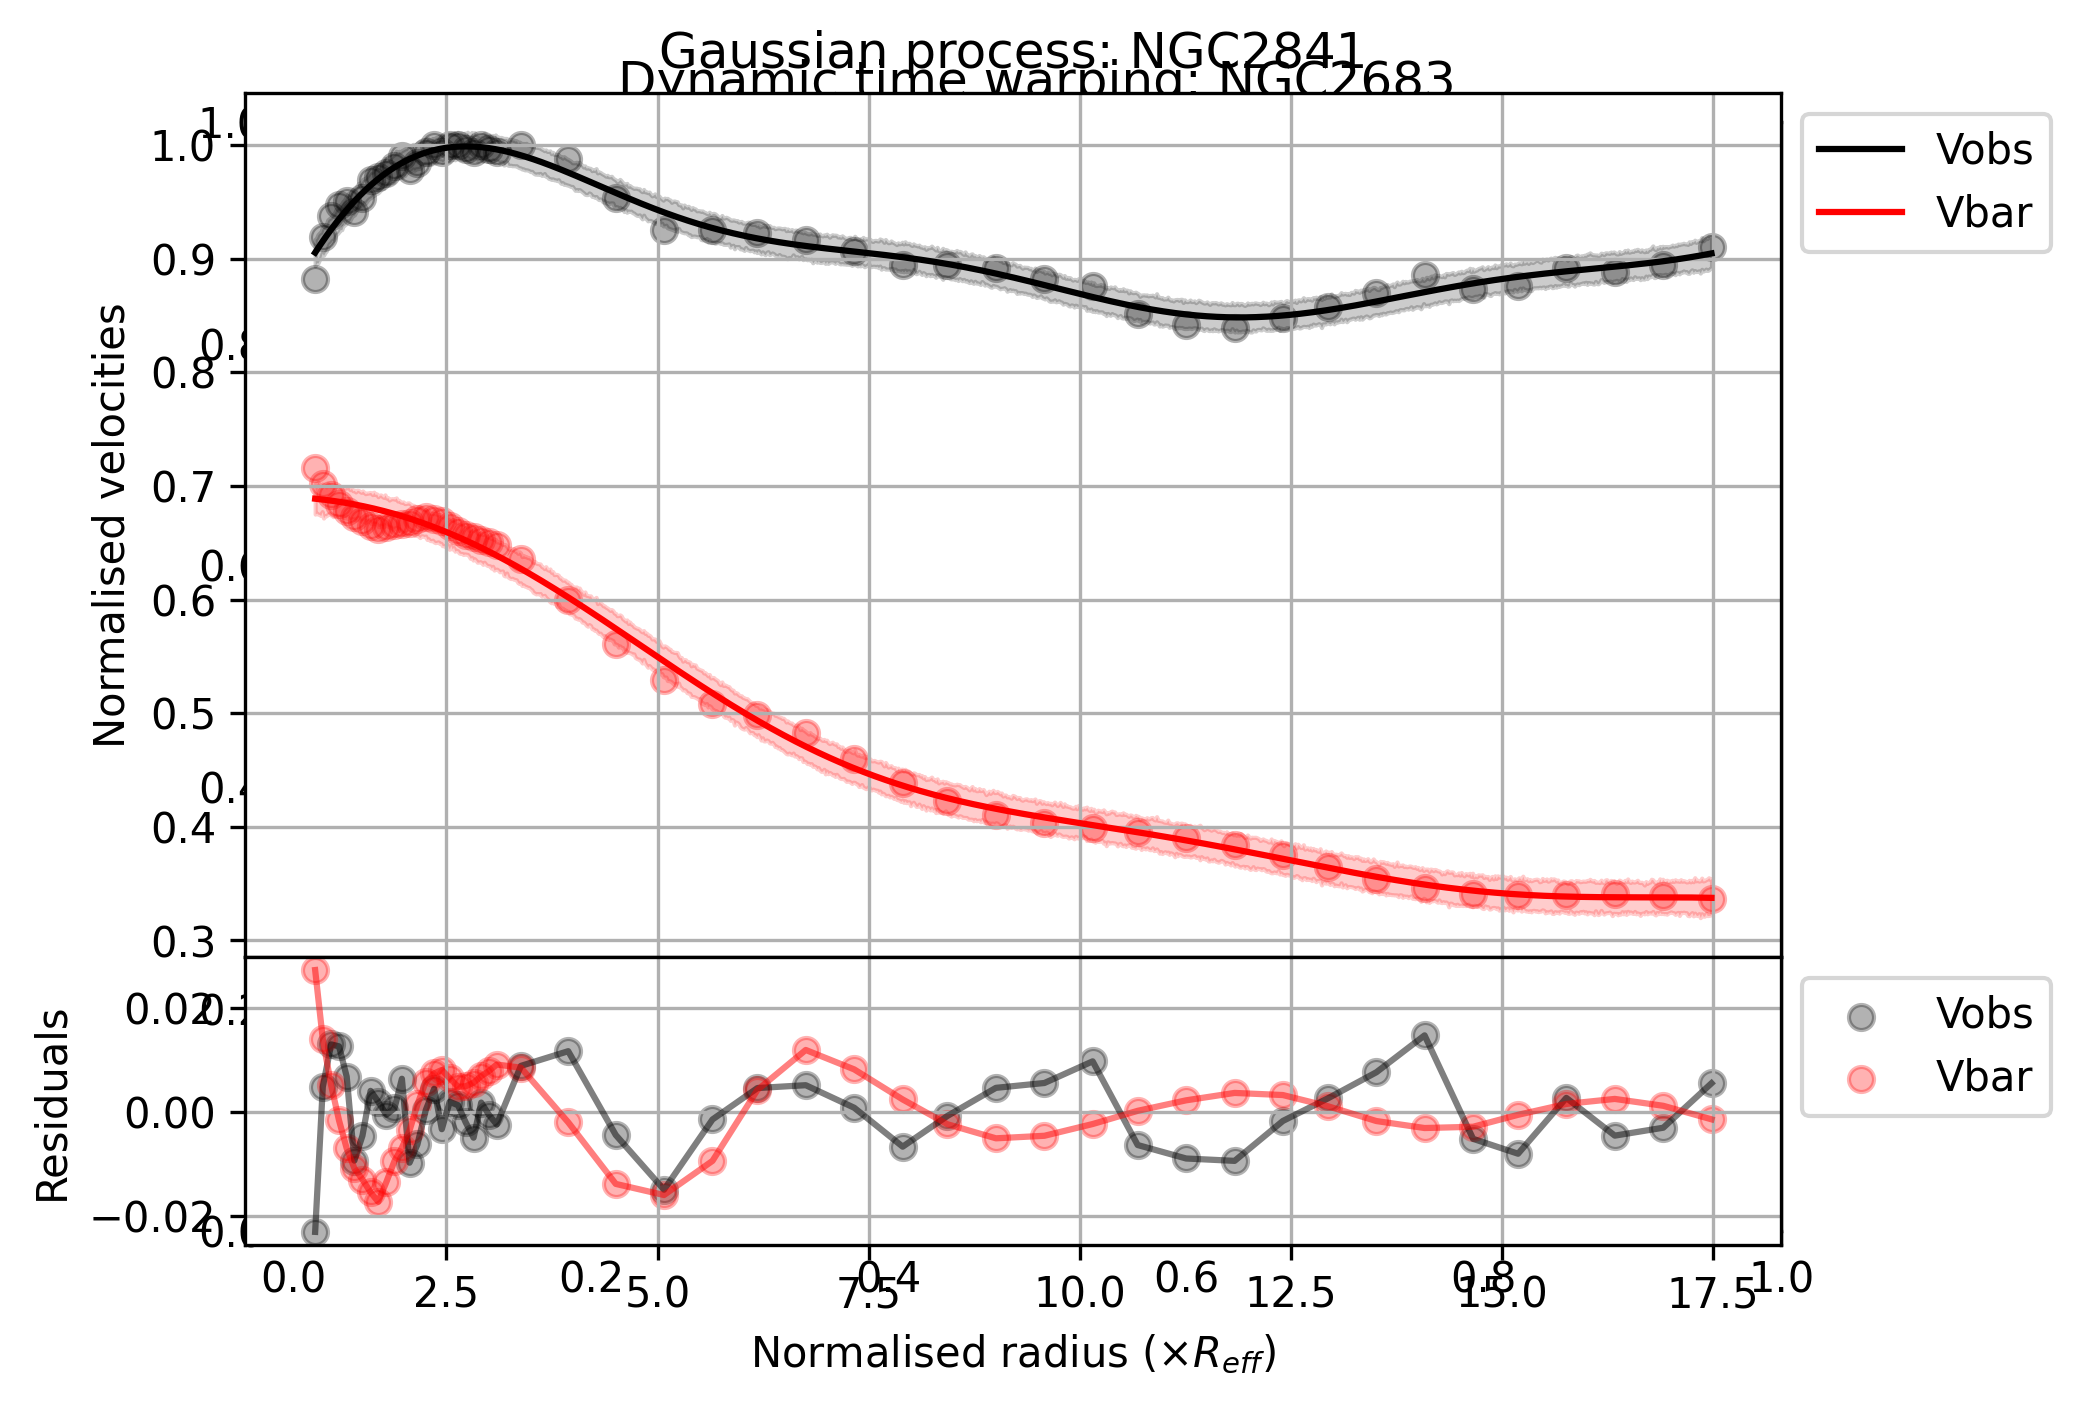 Gaussian process: NGC2841
Dynamic time warping: NGC2683
Normalised velocities
1.0
0.9
0.8
0.7
0.6
0.5
0.4
0.3
Vobs
Vbar
Residuals
0.02
0.00
−0.02
Vobs
Vbar
0.0 0.2 0.4 0.6 0.8 1.0
2.5 5.0 7.5 10.0 12.5 15.0 17.5
Normalised radius (×R_eff)